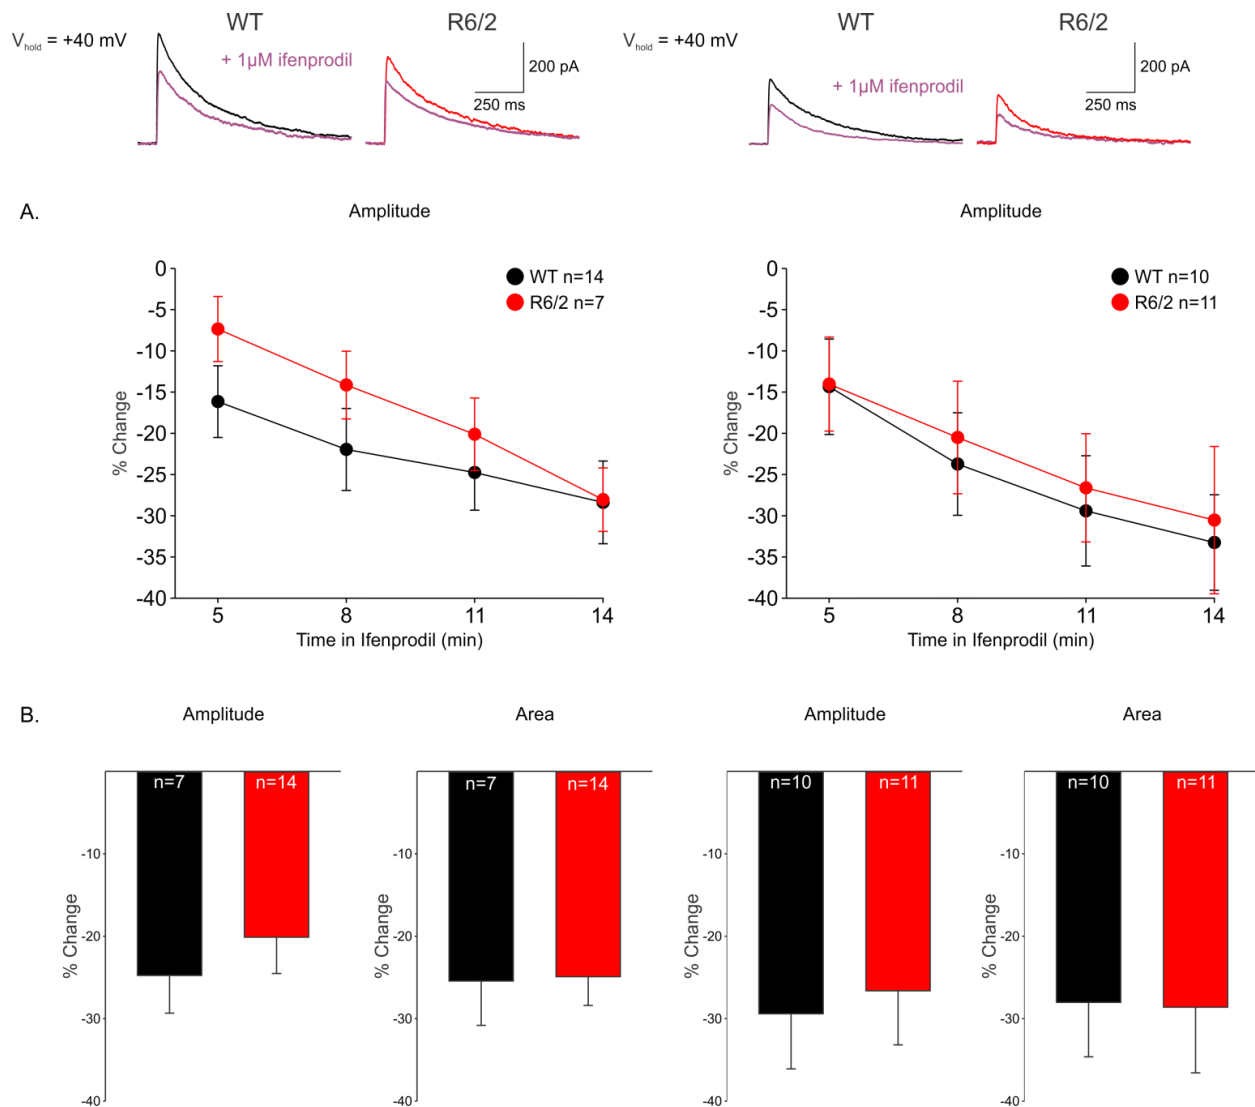 WT
R6/2
V hold = +40 mV
+ 1µM ifenprodil
200 pA
250 ms
WT
R6/2
V hold = +40 mV
+ 1µM ifenprodil
200 pA
250 ms
A.
Amplitude
0
-5
-10
-15
-20
-25
-30
-35
-40
% Change
WT n=14
R6/2 n=7
5 8 11 14
Time in Ifenprodil (min)
Amplitude
0
-5
-10
-15
-20
-25
-30
-35
-40
% Change
WT n=10
R6/2 n=11
5 8 11 14
Time in Ifenprodil (min)
B.
Amplitude
n=7 n=14
-10
-20
-30
-40
% Change
Area
n=7 n=14
-10
-20
-30
-40
% Change
Amplitude
n=10 n=11
-10
-20
-30
-40
% Change
Area
n=10 n=11
-10
-20
-30
-40
% Change